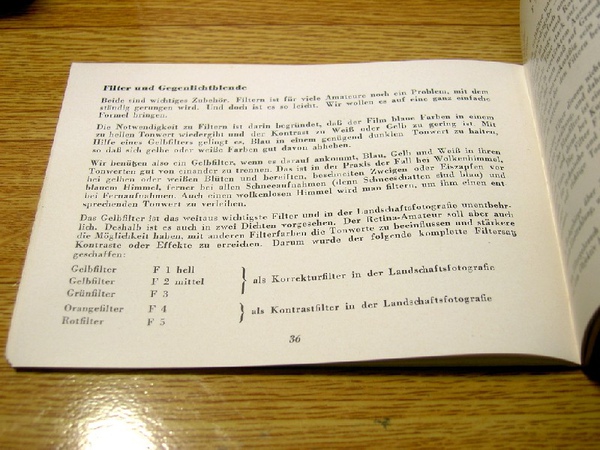 Filter und Gegenlichtblende
Beide sind wichtiges Zubehör. Filtern ist für viele Amateure noch ein Problem, mit dem
ständig gerungen wird. Und doch ist es so leicht. Wir wollen es auf eine ganz einfache
Formel bringen.
Die Notwendigkeit zu Filtern ist darin begründet, daß der Film blaue Farben in einem
zu hellen Tonwert wiedergibt und der Kontrast zu Weiß oder Gelb zu gering ist. Mit
Hilfe eines Gelbfilters gelingt es, Blau in einem genügend dunklen Tonwert zu halten,
so daß sich gelbe oder weiße Farben gut davon abheben.
Wir benützen also ein Gelbfilter, wenn es darauf ankommt, Blau, Gelb und Weiß in ihren
Tonwerten gut von einander zu trennen. Das ist in der Praxis der Fall bei Wolkenhimmel,
bei gelben oder weißen Blüten und bereiften, beschneiten Zweigen oder Eiszapfen vor
blauem Himmel, ferner bei allen Schneeaufnahmen (denn Schneeschatten sind blau) und
bei Fernaufnahmen. Auch einen wolkenlosen Himmel wird man filtern, um ihm einen ent-
sprechenden Tonwert zu verleihen.
Das Gelbfilter ist das weitaus wichtigste Filter und in der Landschaftsfotografie unentbehr-
lich. Deshalb ist es auch in zwei Dichten vorgesehen. Der Retina-Amateur soll aber auch
die Möglichkeit haben, mit anderen Filterfarben die Tonwerte zu beeinflussen und stärkere
Kontraste oder Effekte zu erreichen. Darum wurde der folgende komplette Filtersatz
geschaffen:
Gelbfilter F 1 hell
Gelbfilter F 2 mittel } als Korrekturfilter in der Landschaftsfotografie
Grünfilter F 3
Orangefilter F 4 } als Kontrastfilter in der Landschaftsfotografie
Rotfilter F 5
36